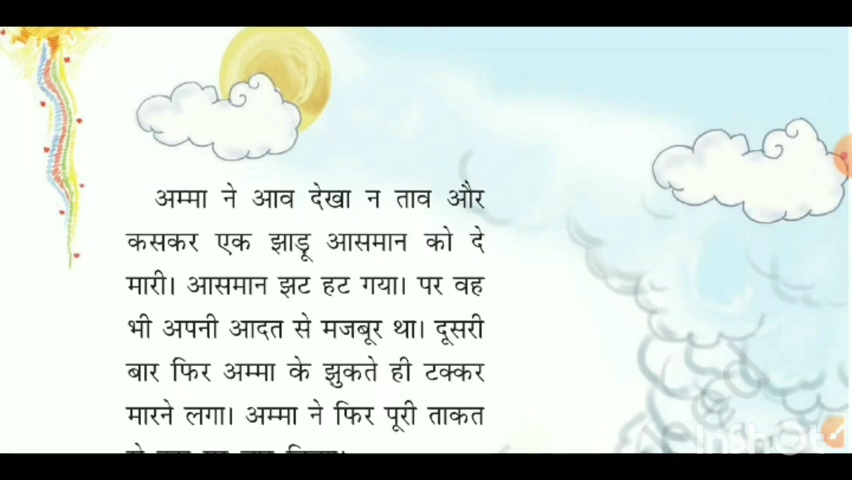 अम्मा ने आव देखा न ताव और
कसकर एक झाड़ू आसमान को दे
मारी। आसमान झट हट गया। पर वह
भी अपनी आदत से मजबूर था। दूसरी
बार फिर अम्मा के झुकते ही टक्कर
मारने लगा। अम्मा ने फिर पूरी ताकत
InShOt